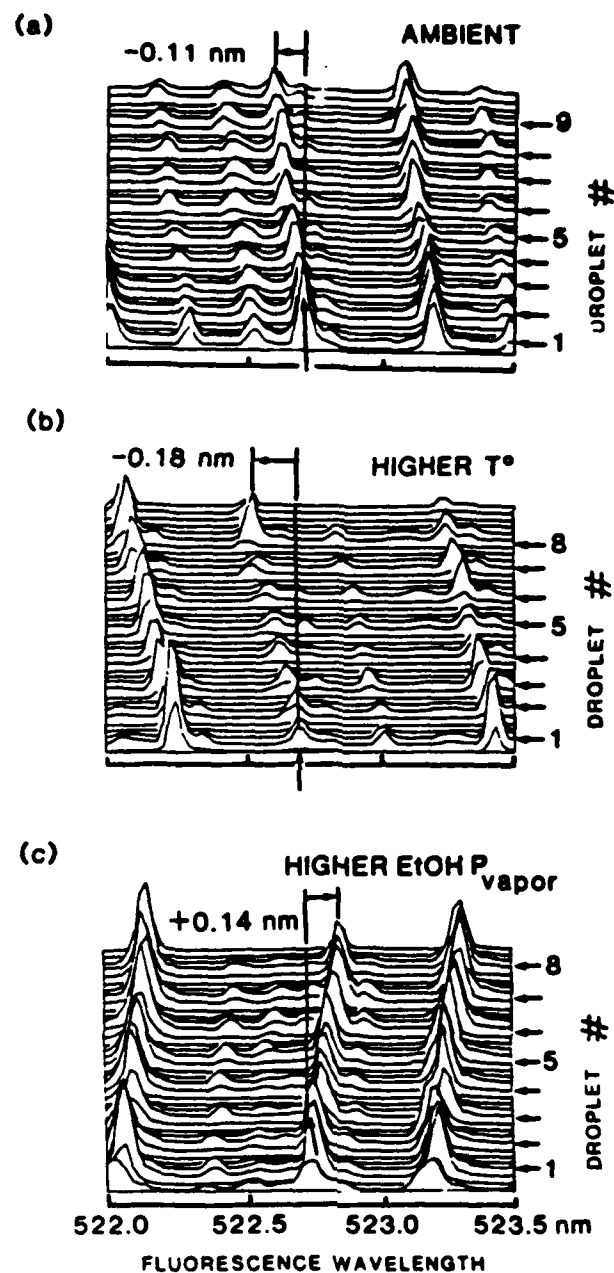 (a)
-0.11 nm
AMBIENT
9
5
1
DROPLET #
(b)
-0.18 nm
HIGHER T°
8
5
1
DROPLET #
(c)
HIGHER EtOH P vapor
+0.14 nm
8
5
1
DROPLET #
522.0 522.5 523.0 523.5 nm
FLUORESCENCE WAVELENGTH